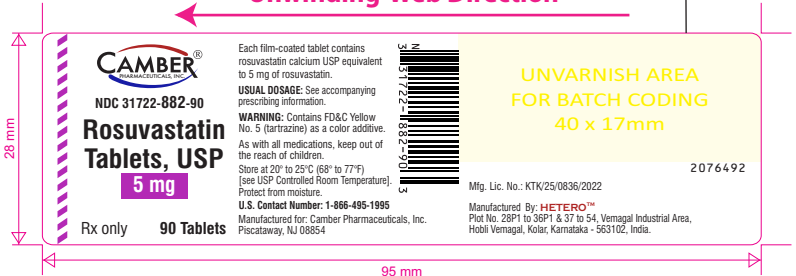 Unwinding Web Direction
CAMBER®
PHARMACEUTICALS, INC.
NDC 31722-882-90
Rosuvastatin
Tablets, USP
5 mg
Rx only 90 Tablets
Each film-coated tablet contains
rosuvastatin calcium USP equivalent
to 5 mg of rosuvastatin.
USUAL DOSAGE: See accompanying
prescribing information.
WARNING: Contains FD&C Yellow
No. 5 (tartrazine) as a color additive.
As with all medications, keep out of
the reach of children.
Store at 20° to 25°C (68° to 77°F)
[see USP Controlled Room Temperature].
Protect from moisture.
U.S. Contact Number: 1-866-495-1995
Manufactured for: Camber Pharmaceuticals, Inc.
Piscataway, NJ 08854
N
3 31722-882-90 3
UNVARNISH AREA
FOR BATCH CODING
40 x 17mm
2076492
Mfg. Lic. No.: KTK/25/0836/2022
Manufactured By: HETERO™
Plot No. 28P1 to 36P1 & 37 to 54, Vemagal Industrial Area,
Hobli Vemagal, Kolar, Karnataka - 563102, India.
28 mm
95 mm